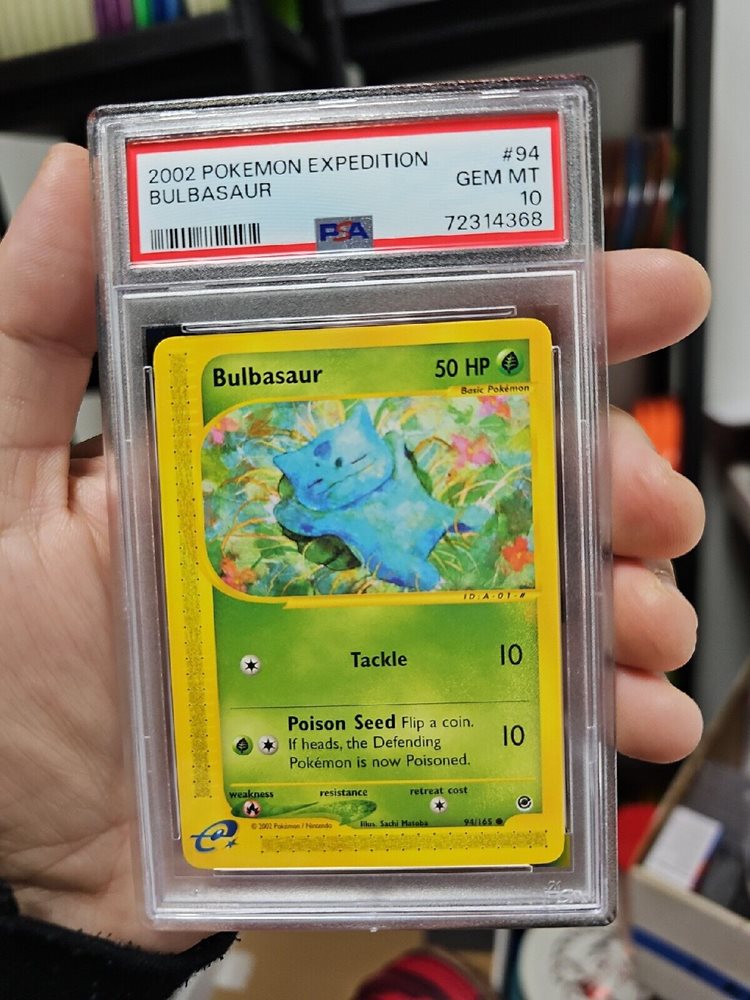 2002 POKEMON EXPEDITION #94
BULBASAUR GEM MT
10
PSA 72314368
Bulbasaur 50 HP
Basic Pokémon
ID:A-01-#
Tackle 10
Poison Seed Flip a coin.
If heads, the Defending 10
Pokémon is now Poisoned.
weakness resistance retreat cost
© 2002 Pokémon / Nintendo Illus. Sachi Matoba 94/165
e